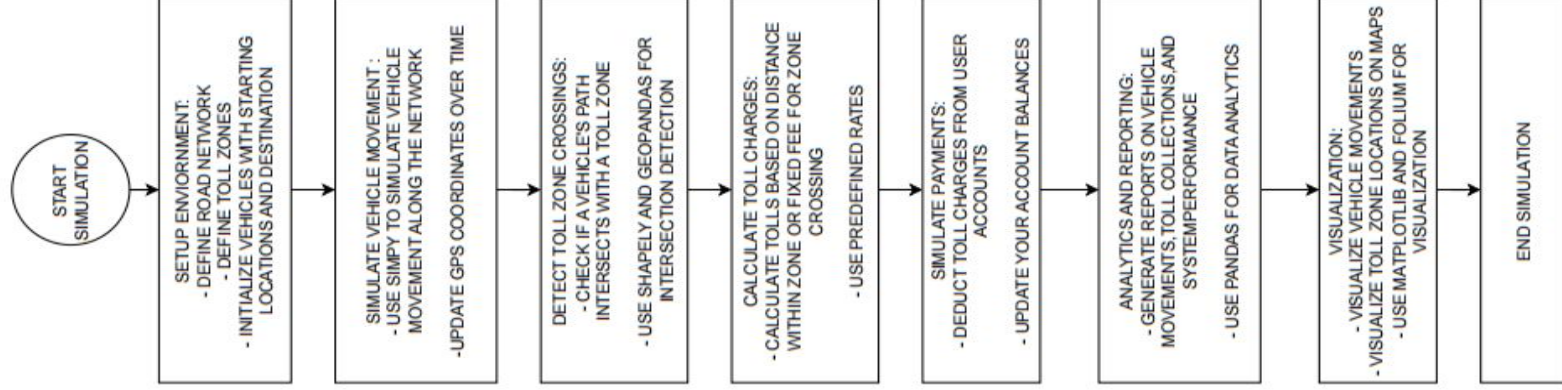 START
SIMULATION
SETUP ENVIORNMENT:
- DEFINE ROAD NETWORK
- DEFINE TOLL ZONES
- INITIALIZE VEHICLES WITH STARTING
LOCATIONS AND DESTINATION
SIMULATE VEHICLE MOVEMENT :
- USE SIMPY TO SIMULATE VEHICLE
MOVEMENT ALONG THE NETWORK
-UPDATE GPS COORDINATES OVER TIME
DETECT TOLL ZONE CROSSINGS:
- CHECK IF A VEHICLE'S PATH
INTERSECTS WITH A TOLL ZONE
- USE SHAPELY AND GEOPANDAS FOR
INTERSECTION DETECTION
CALCULATE TOLL CHARGES:
- CALCULATE TOLLS BASED ON DISTANCE
WITHIN ZONE OR FIXED FEE FOR ZONE
CROSSING
- USE PREDEFINED RATES
SIMULATE PAYMENTS:
- DEDUCT TOLL CHARGES FROM USER
ACCOUNTS
- UPDATE YOUR ACCOUNT BALANCES
ANALYTICS AND REPORTING:
- GENERATE REPORTS ON VEHICLE
MOVEMENTS,TOLL COLLECTIONS,AND
SYSTEMPERFORMANCE
- USE PANDAS FOR DATA ANALYTICS
VISUALIZATION:
- VISUALIZE VEHICLE MOVEMENTS
- VISUALIZE TOLL ZONE LOCATIONS ON MAPS
- USE MATPLOTLIB AND FOLIUM FOR
VISUALIZATION
END SIMULATION